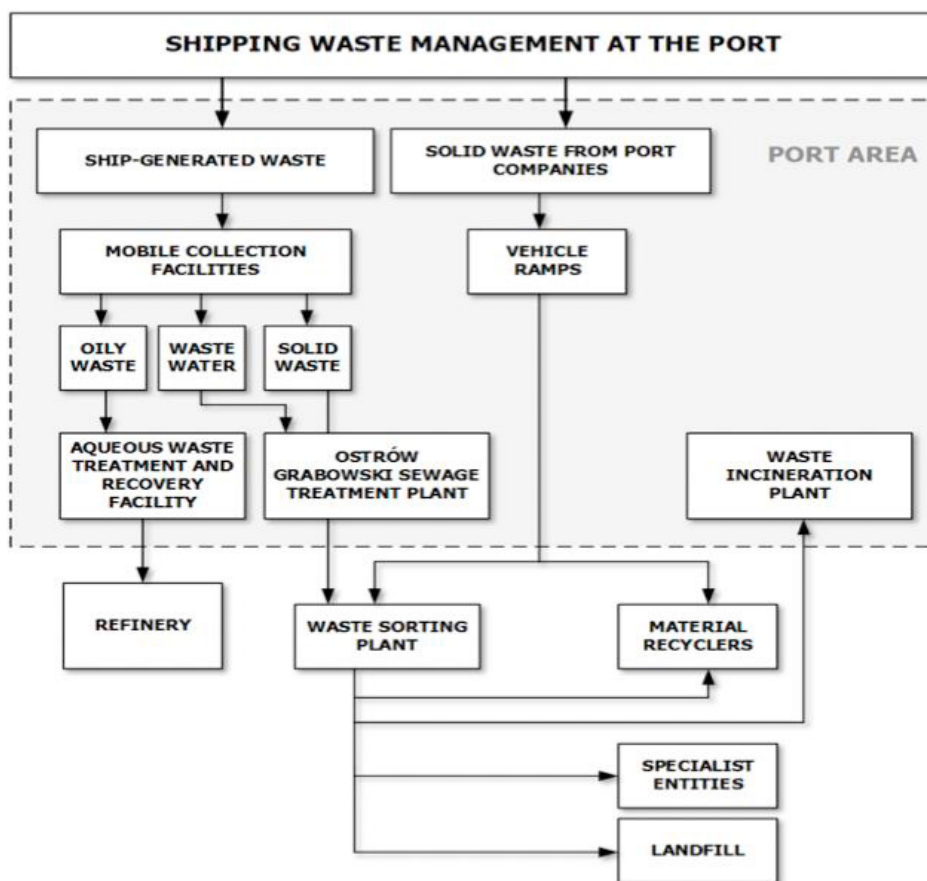 SHIPPING WASTE MANAGEMENT AT THE PORT
SHIP-GENERATED WASTE
SOLID WASTE FROM PORT
COMPANIES
PORT AREA
MOBILE COLLECTION
FACILITIES
VEHICLE
RAMPS
OILY
WASTE
WASTE
WATER
SOLID
WASTE
AQUEOUS WASTE
TREATMENT AND
RECOVERY
FACILITY
OSTRÓW
GRABOWSKI SEWAGE
TREATMENT PLANT
WASTE
INCINERATION
PLANT
REFINERY
WASTE SORTING
PLANT
MATERIAL
RECYCLERS
SPECIALIST
ENTITIES
LANDFILL